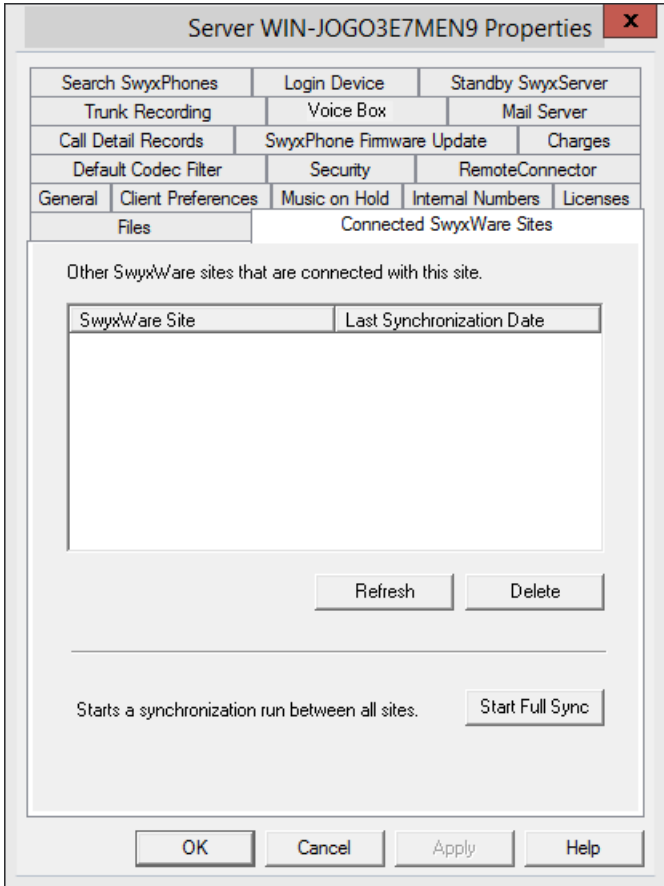 Server WIN-JOGO3E7MEN9 Properties x
Search SwyxPhones Login Device Standby SwyxServer
Trunk Recording Voice Box Mail Server
Call Detail Records SwyxPhone Firmware Update Charges
Default Codec Filter Security RemoteConnector
General Client Preferences Music on Hold Internal Numbers Licenses
Files Connected SwyxWare Sites
Other SwyxWare sites that are connected with this site.
SwyxWare Site Last Synchronization Date
Refresh Delete
Starts a synchronization run between all sites. Start Full Sync
OK Cancel Apply Help